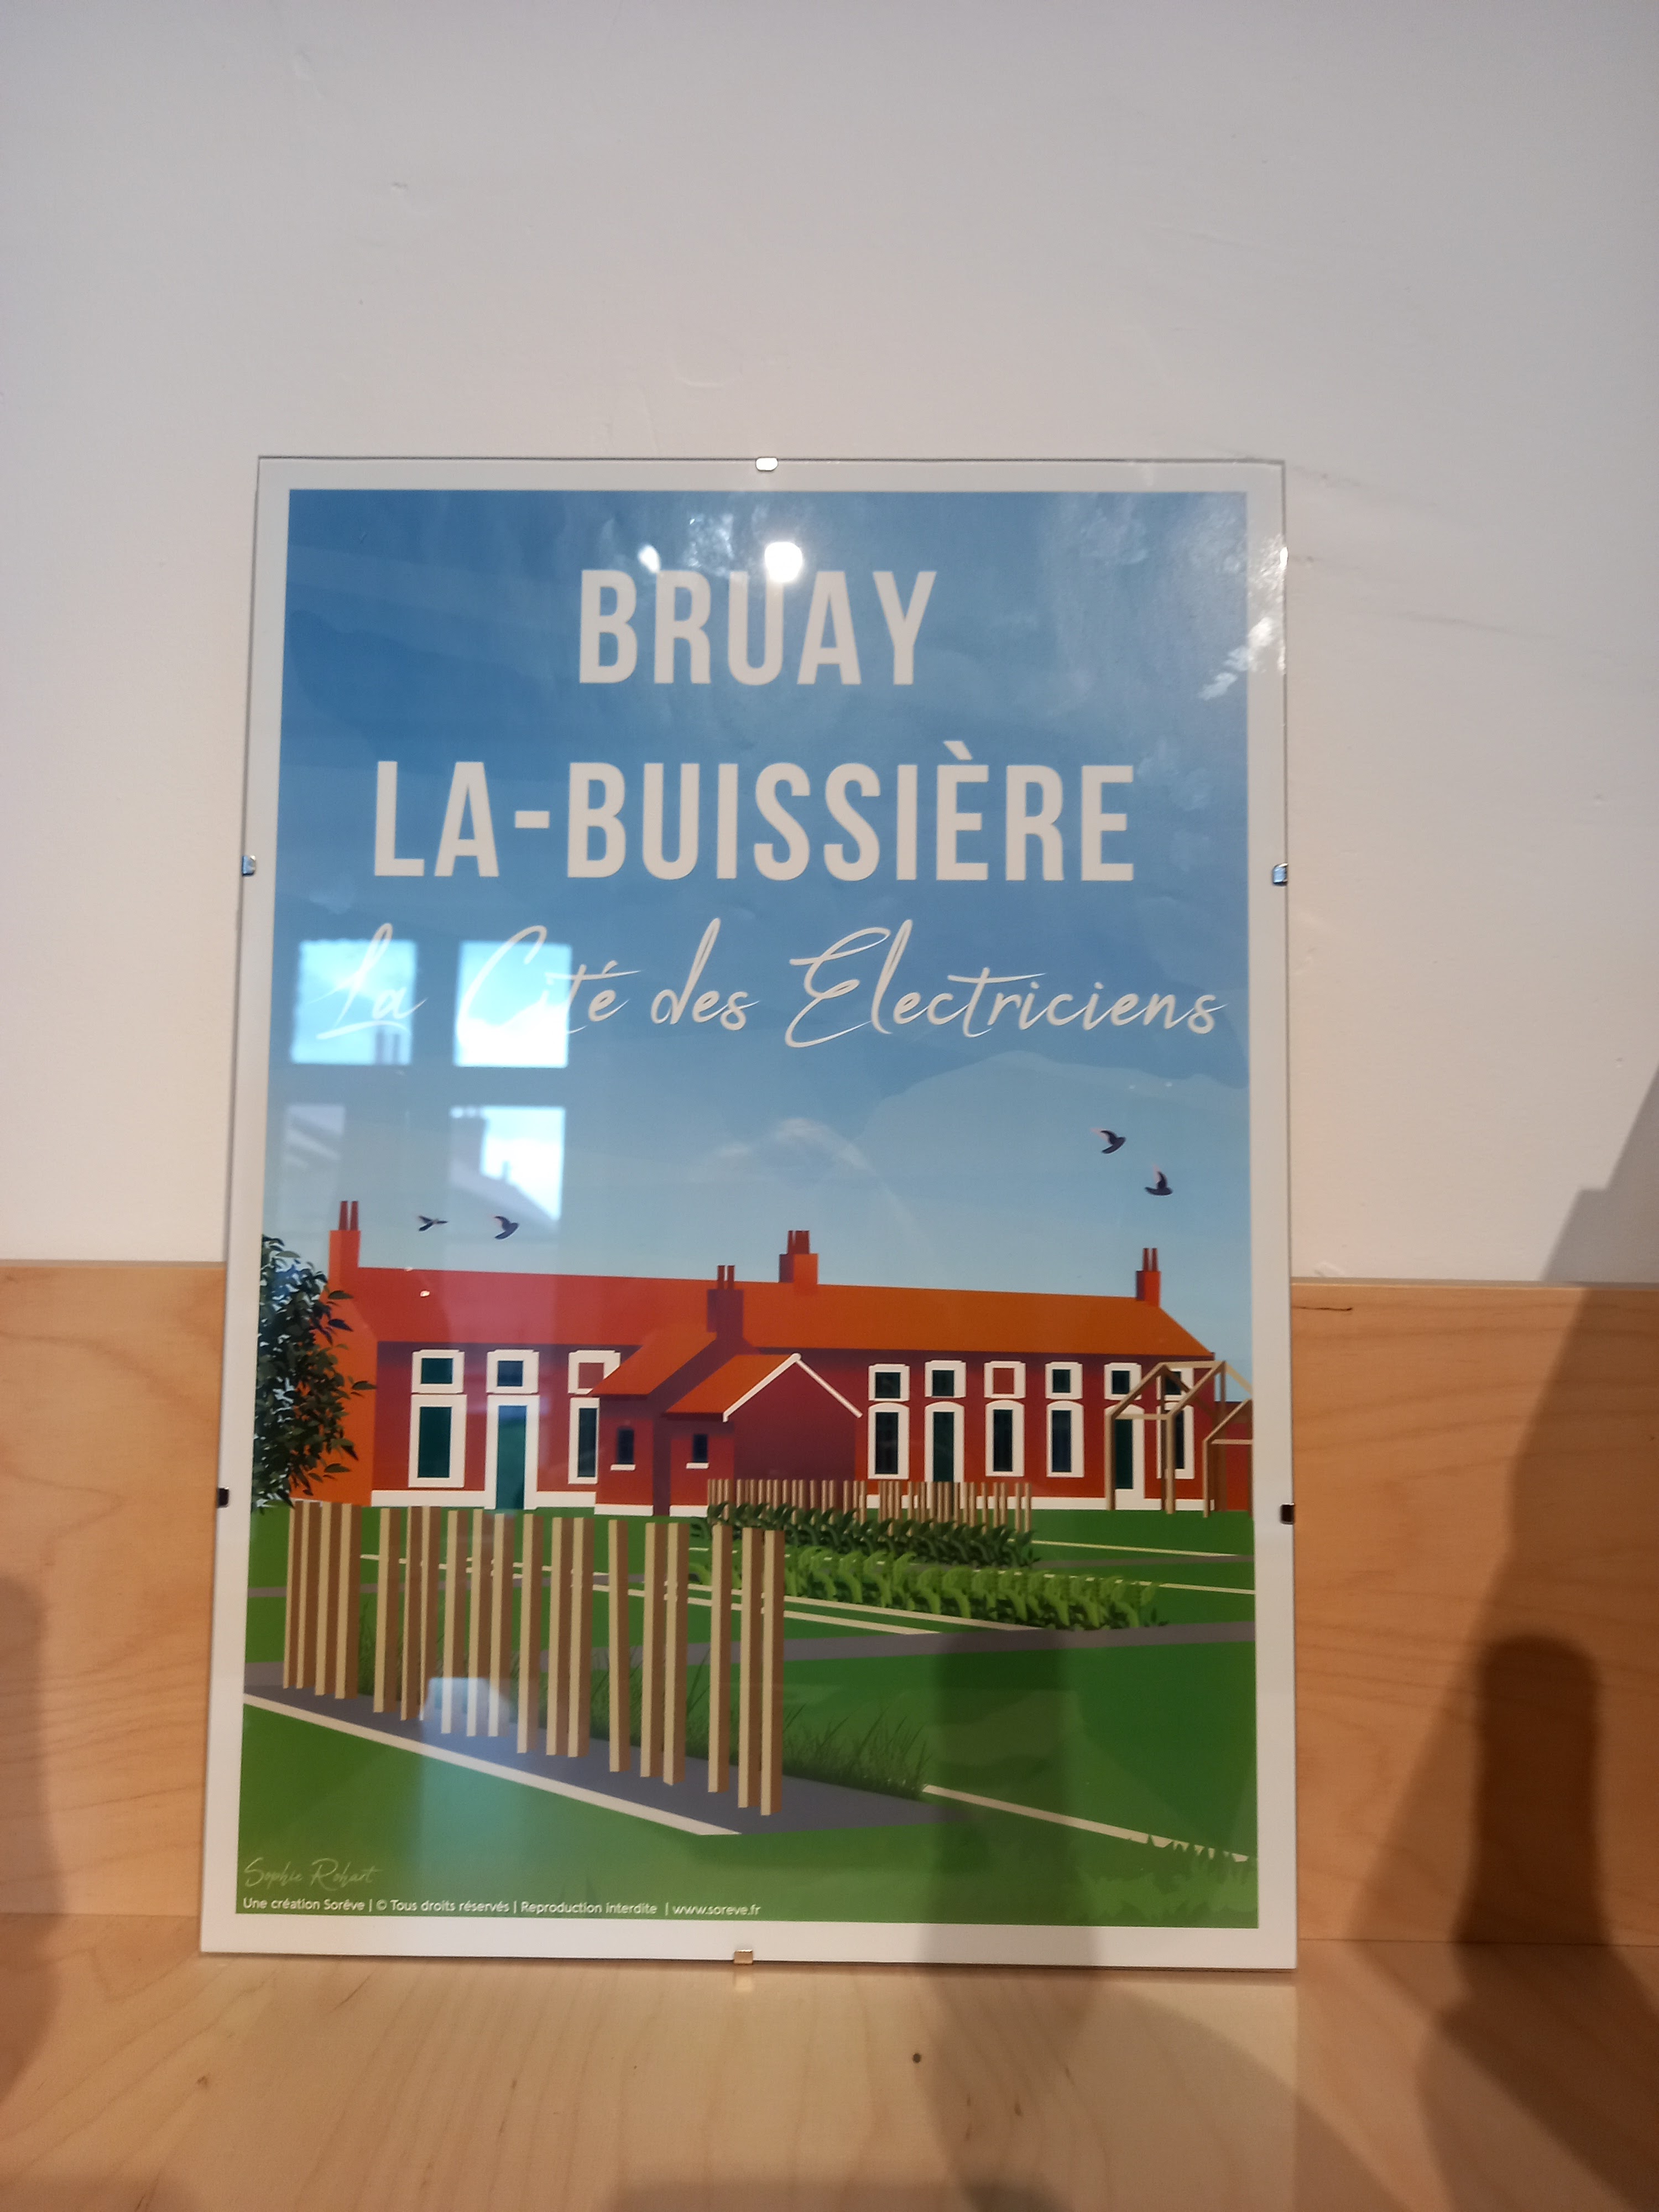 BRUAY
LA-BUISSIÈRE
La Cité des Electriciens
Sophie Rohart
Une création Sorêve | © Tous droits réservés | Reproduction interdite | www.soreve.fr